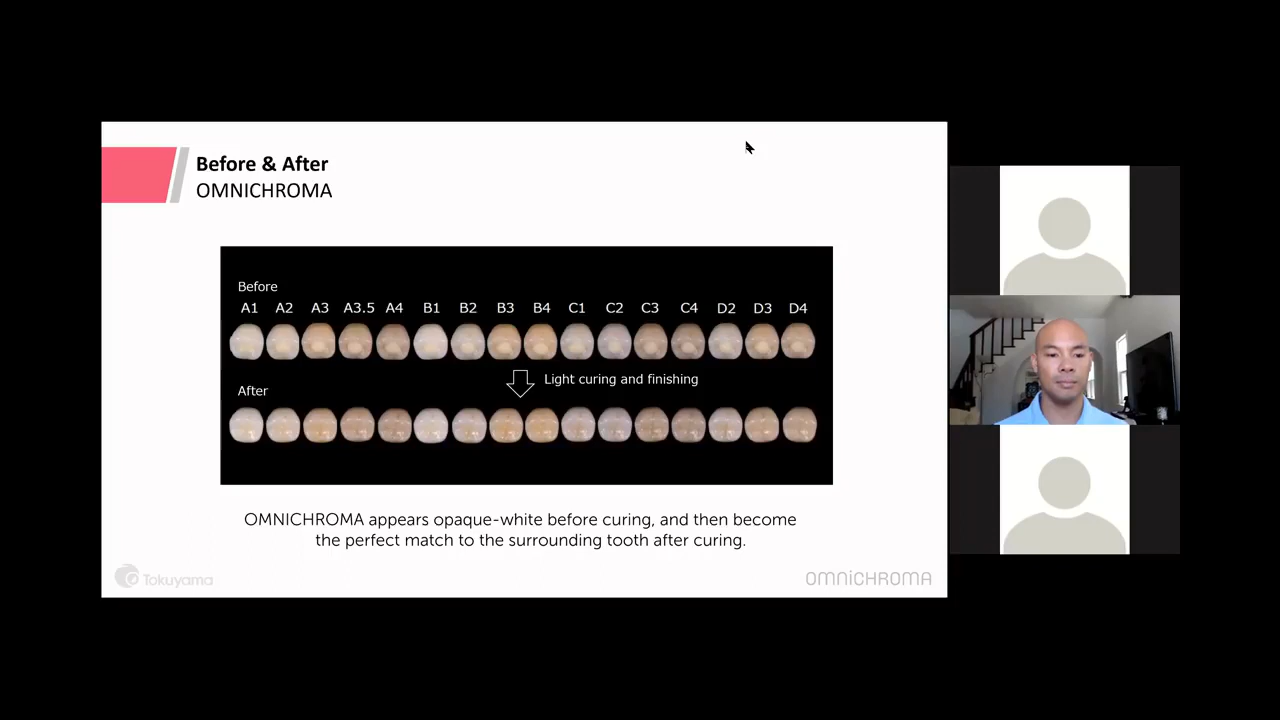 Before & After
OMNICHROMA
Before
A1 A2 A3 A3.5 A4 B1 B2 B3 B4 C1 C2 C3 C4 D2 D3 D4
Light curing and finishing
After
OMNICHROMA appears opaque-white before curing, and then become
the perfect match to the surrounding tooth after curing.
Tokuyama
OMNICHROMA